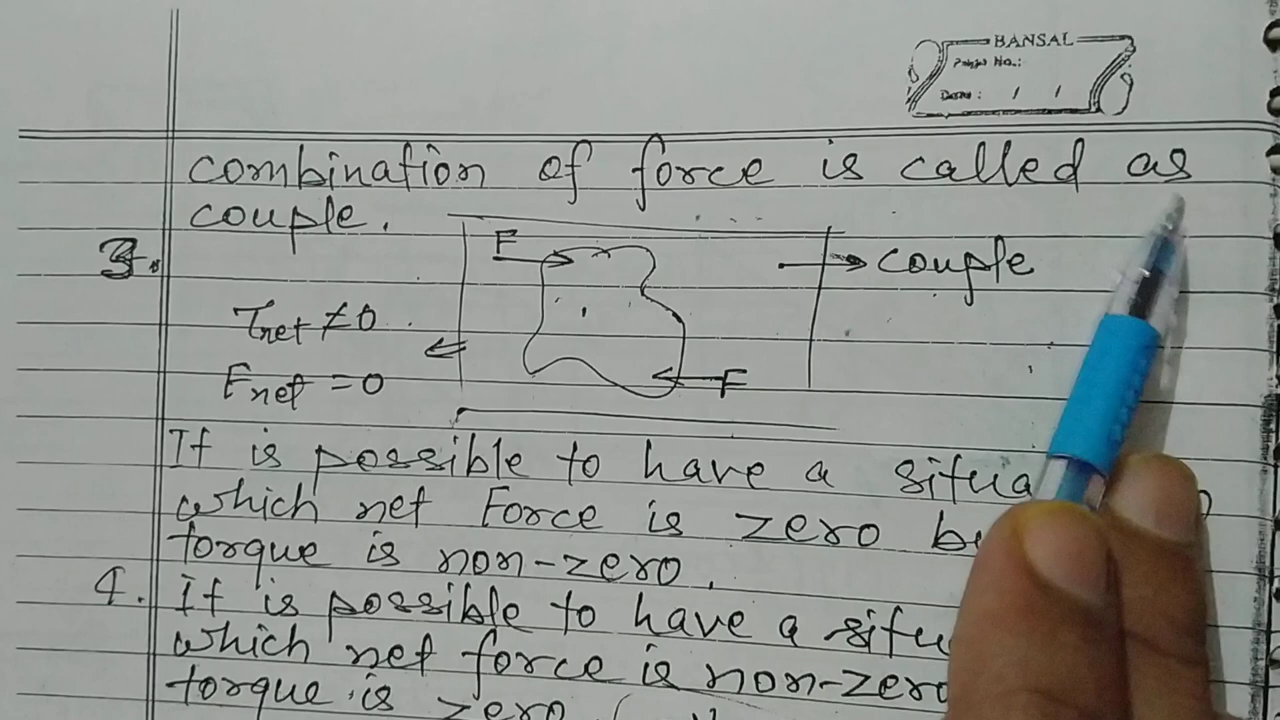 BANSAL
Page No.:
Date: / /
combination of force is called as
couple.
3.
F
→ couple
τnet ≠ 0
Fnet = 0
F
It is possible to have a
which net Force is zero
torque is non-zero.
4. It is possible to have a
which net force is non-zero
torque is zero